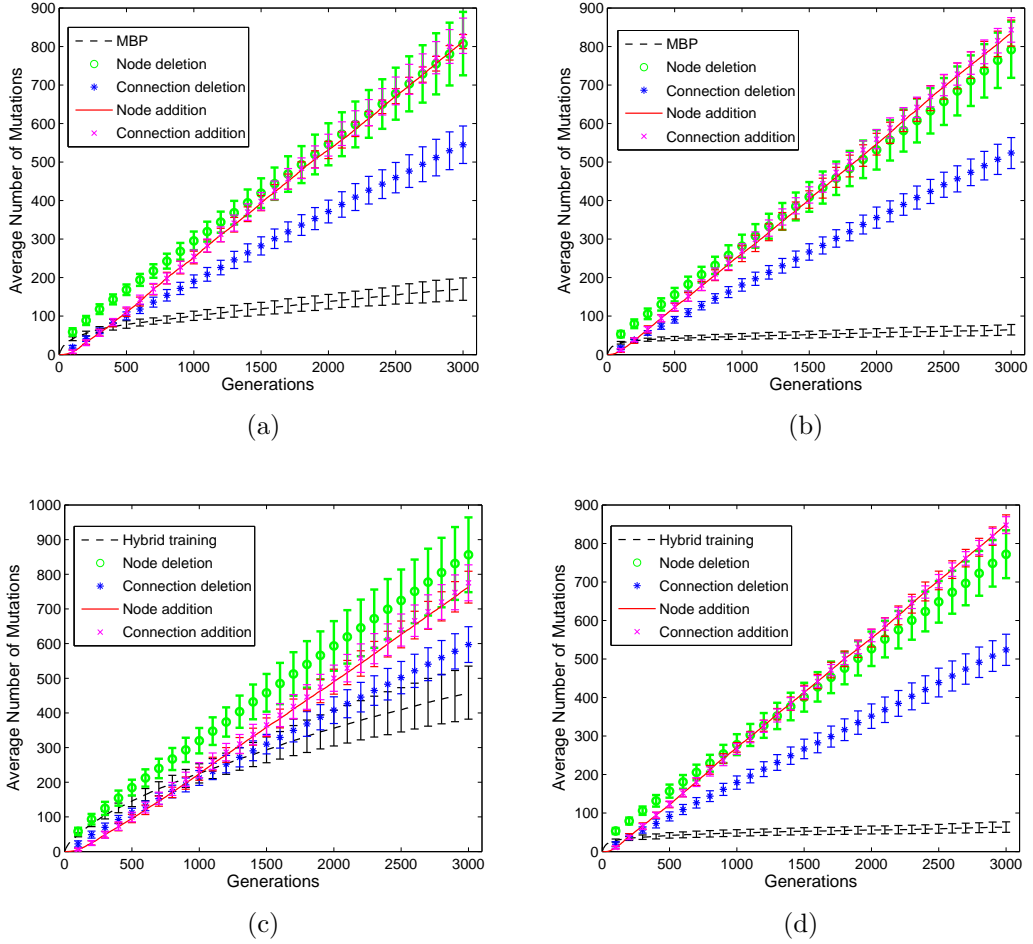 900
800
700
600
500
400
300
200
100
0
Average Number of Mutations
MBP
Node deletion
Connection deletion
Node addition
Connection addition
0 500 1000 1500 2000 2500 3000
Generations
(a)
900
800
700
600
500
400
300
200
100
0
Average Number of Mutations
MBP
Node deletion
Connection deletion
Node addition
Connection addition
0 500 1000 1500 2000 2500 3000
Generations
(b)
1000
900
800
700
600
500
400
300
200
100
0
Average Number of Mutations
Hybrid training
Node deletion
Connection deletion
Node addition
Connection addition
0 500 1000 1500 2000 2500 3000
Generations
(c)
900
800
700
600
500
400
300
200
100
0
Average Number of Mutations
Hybrid training
Node deletion
Connection deletion
Node addition
Connection addition
0 500 1000 1500 2000 2500 3000
Generations
(d)